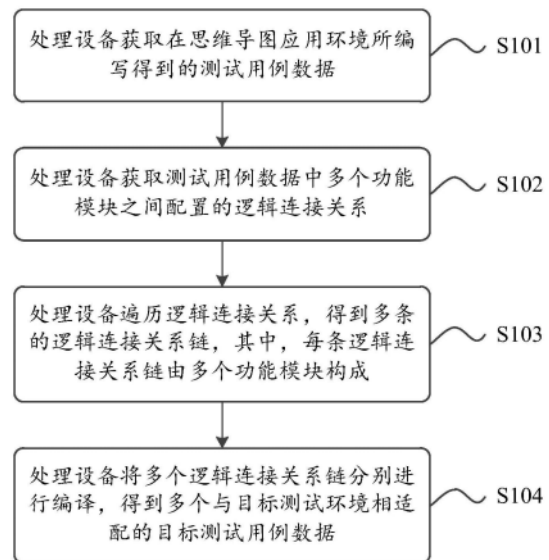 处理设备获取在思维导图应用环境所编
写得到的测试用例数据
S101
处理设备获取测试用例数据中多个功能
模块之间配置的逻辑连接关系
S102
处理设备遍历逻辑连接关系，得到多条
的逻辑连接关系链，其中，每条逻辑连
接关系链由多个功能模块构成
S103
处理设备将多个逻辑连接关系链分别进
行编译，得到多个与目标测试环境相适
配的目标测试用例数据
S104